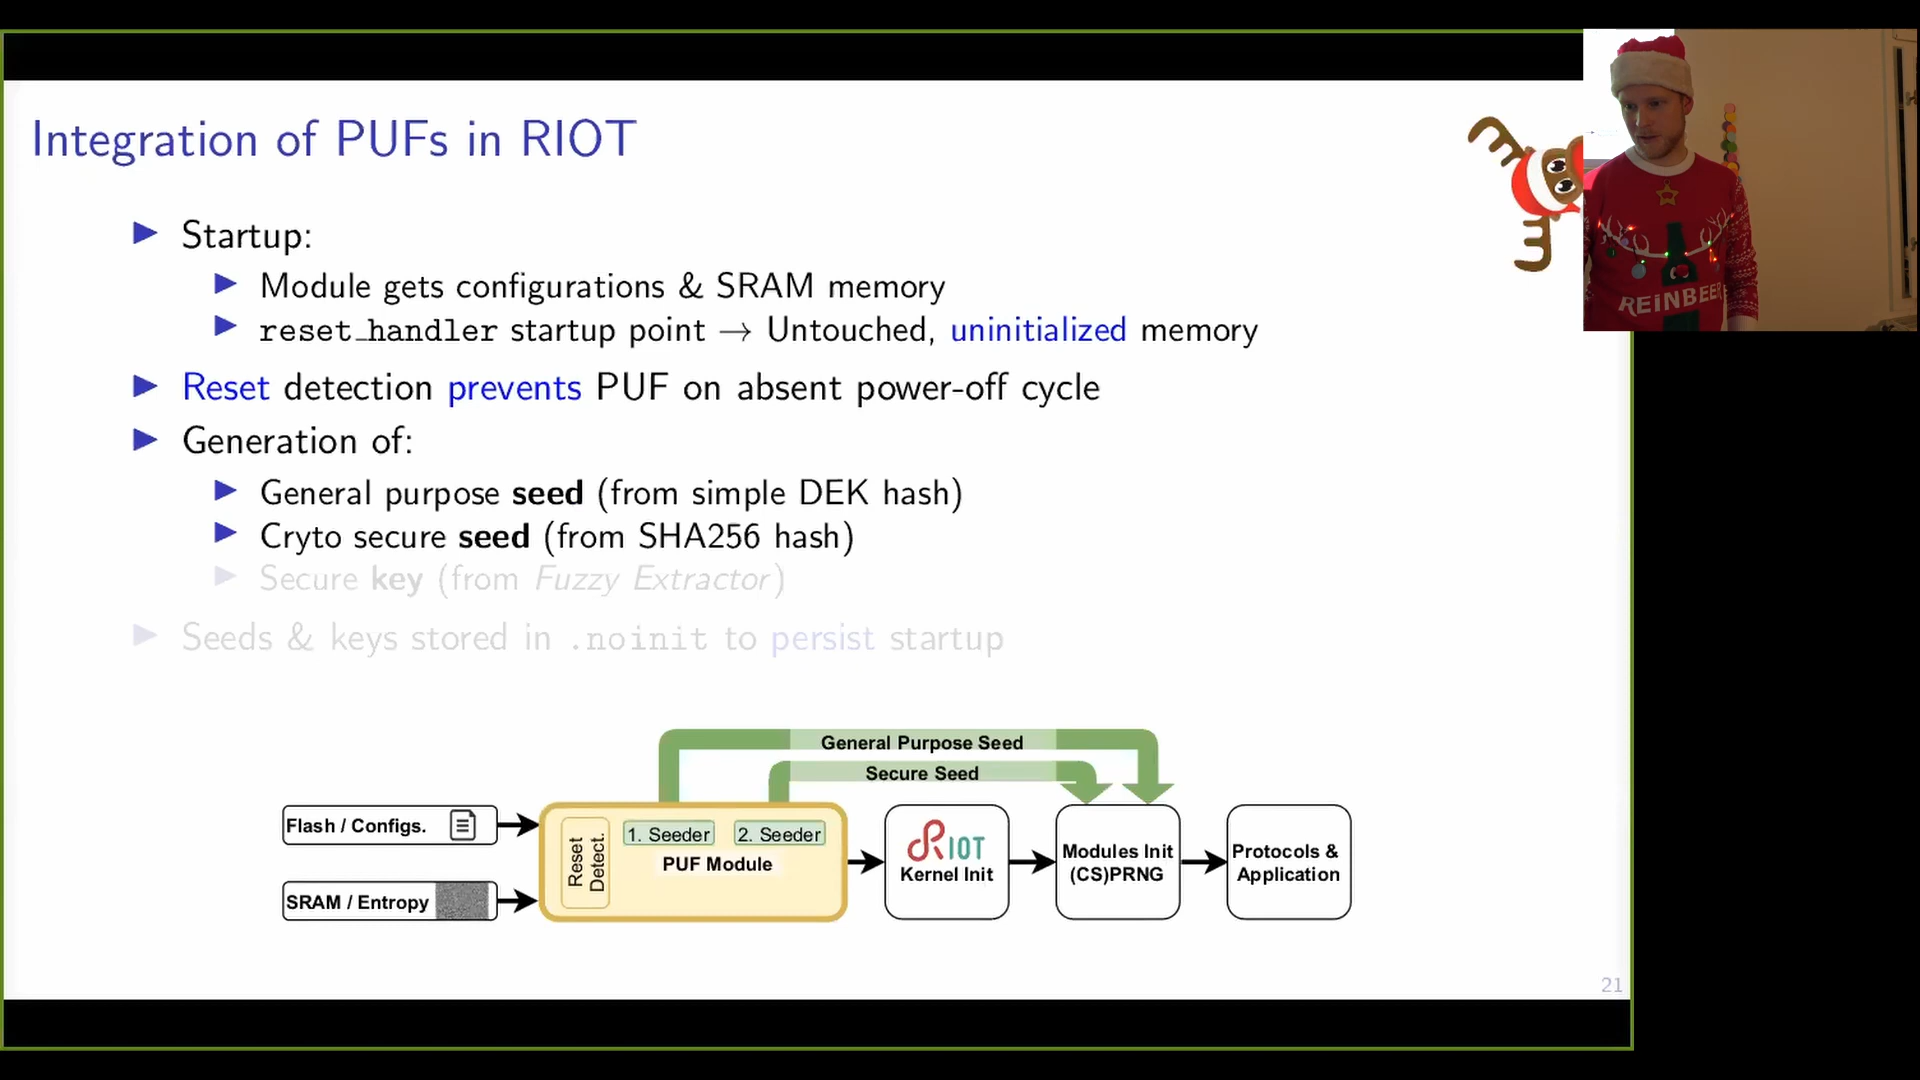 Integration of PUFs in RIOT
Startup:
Module gets configurations & SRAM memory
reset_handler startup point → Untouched, uninitialized memory
Reset detection prevents PUF on absent power-off cycle
Generation of:
General purpose seed (from simple DEK hash)
Cryto secure seed (from SHA256 hash)
Secure key (from Fuzzy Extractor)
Seeds & keys stored in .noinit to persist startup
REINBEER
General Purpose Seed
Secure Seed
Flash / Configs.
SRAM / Entropy
Reset
Detect.
1. Seeder
2. Seeder
PUF Module
RIOT
Kernel Init
Modules Init
(CS)PRNG
Protocols &
Application
21